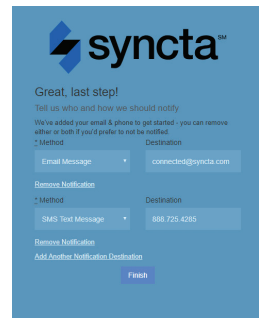 syncta℠
Great, last step!
Tell us who and how we should notify
We've added your email & phone to get started - you can remove
either or both if you'd prefer to not be notified.
* Method Destination
Email Message connected@syncta.com
Remove Notification
* Method Destination
SMS Text Message 888.725.4285
Remove Notification
Add Another Notification Destination
Finish